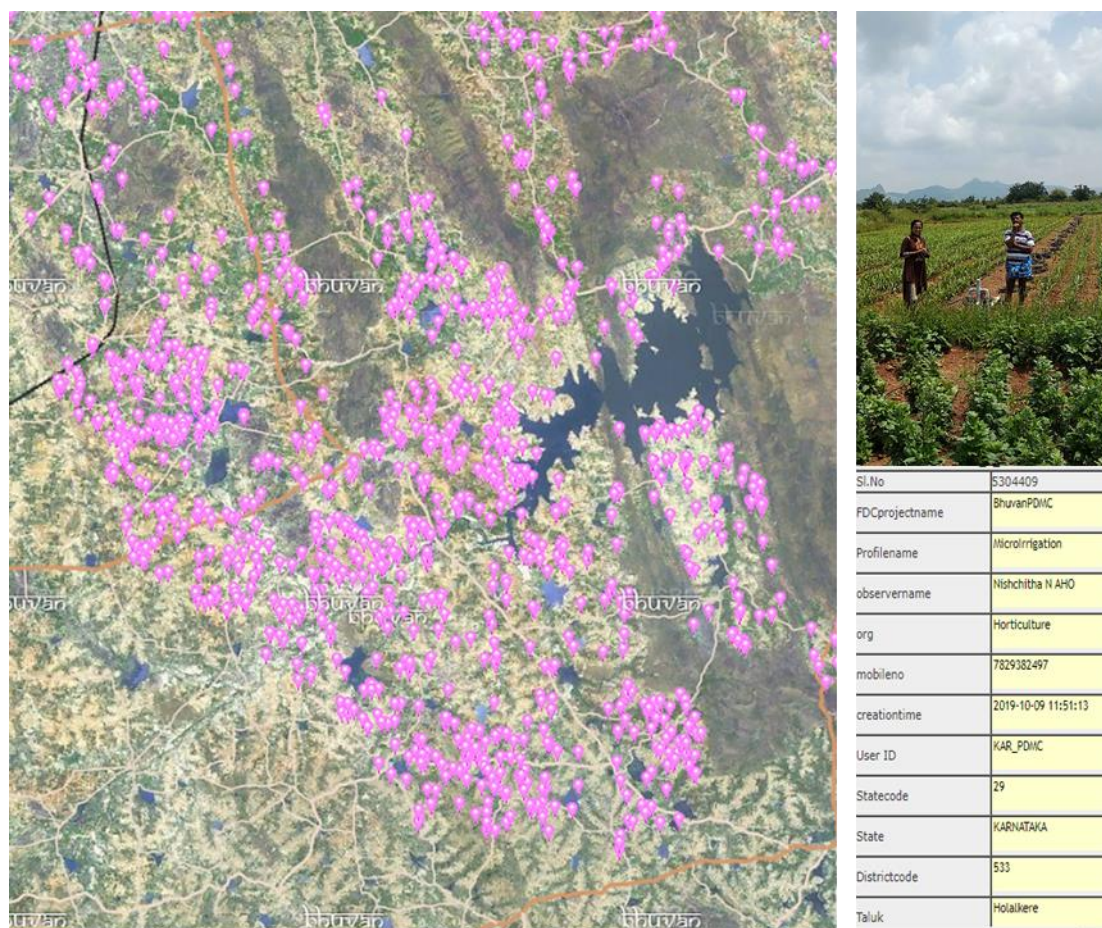 bhuvan
bhuvan
bhuvan
bhuvan
bhuvan
bhuvan
bhuvan
bhuvan
bhuvan
bhuvan
bhuvan
Sl.No 5304409
FDCprojectname BhuvanPDMC
Profilename MicroIrrigation
observername Nishchitha N AHO
org Horticulture
mobileno 7829382497
creationtime 2019-10-09 11:51:13
User ID KAR_PDMC
Statecode 29
State KARNATAKA
Districtcode 533
Taluk Holalkere